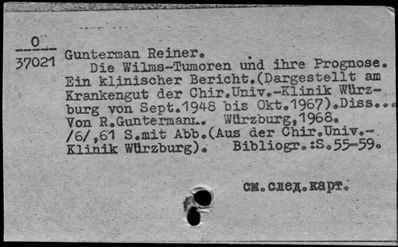 О
37021
Gunterman Reiner.
Die Wilms-Tumoren und ihre Prognose.
Ein klinischer Bericht.(Dargestellt am
Krankengut der Chir.Univ.-Klinik Würz-
burg von Sept.1948 bis Okt.1967).Diss...
Von R.Guntermann. Würzburg,1968.
/6/,61 S.mit Abb.(Aus der Chir.Univ.-
Klinik Würzburg). Bibliogr.:S.55-59.
см.след.карт.